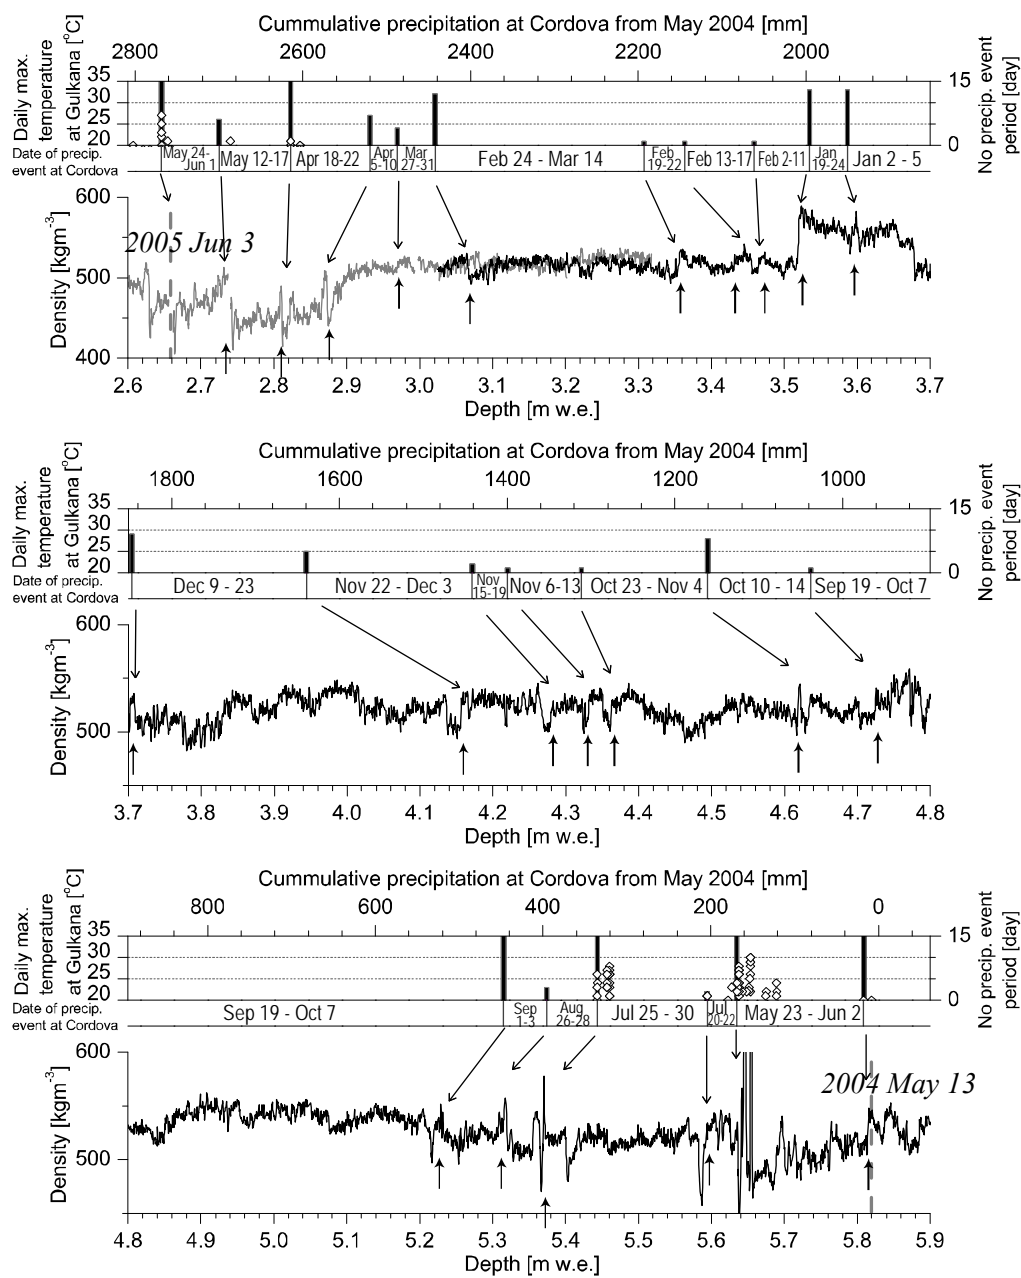 Cummulative precipitation at Cordova from May 2004 [mm]
2800 2600 2400 2200 2000
Daily max.
temperature
at Gulkana [°C]
35
30
25
20
15
0
No precip. event
period [day]
Date of precip.
event at Cordova
May 24-
Jun 1
May 12-17
Apr 18-22
Apr
5-10
Mar
27-31
Feb 24 - Mar 14
Feb
19-22
Feb 13-17
Feb 2-11
Jan
19-24
Jan 2 - 5
600
500
400
Density [kgm-3]
2005 Jun 3
2.6 2.7 2.8 2.9 3.0 3.1 3.2 3.3 3.4 3.5 3.6 3.7
Depth [m w.e.]
Cummulative precipitation at Cordova from May 2004 [mm]
1800 1600 1400 1200 1000
Daily max.
temperature
at Gulkana [°C]
35
30
25
20
15
0
No precip. event
period [day]
Date of precip.
event at Cordova
Dec 9 - 23
Nov 22 - Dec 3
Nov
15-19
Nov 6-13
Oct 23 - Nov 4
Oct 10 - 14
Sep 19 - Oct 7
600
500
Density [kgm-3]
3.7 3.8 3.9 4.0 4.1 4.2 4.3 4.4 4.5 4.6 4.7 4.8
Depth [m w.e.]
Cummulative precipitation at Cordova from May 2004 [mm]
800 600 400 200 0
Daily max.
temperature
at Gulkana [°C]
35
30
25
20
15
0
No precip. event
period [day]
Date of precip.
event at Cordova
Sep 19 - Oct 7
Sep
1-3
Aug
26-28
Jul 25 - 30
Jul
20-22
May 23 - Jun 2
600
500
Density [kgm-3]
2004 May 13
4.8 4.9 5.0 5.1 5.2 5.3 5.4 5.5 5.6 5.7 5.8 5.9
Depth [m w.e.]